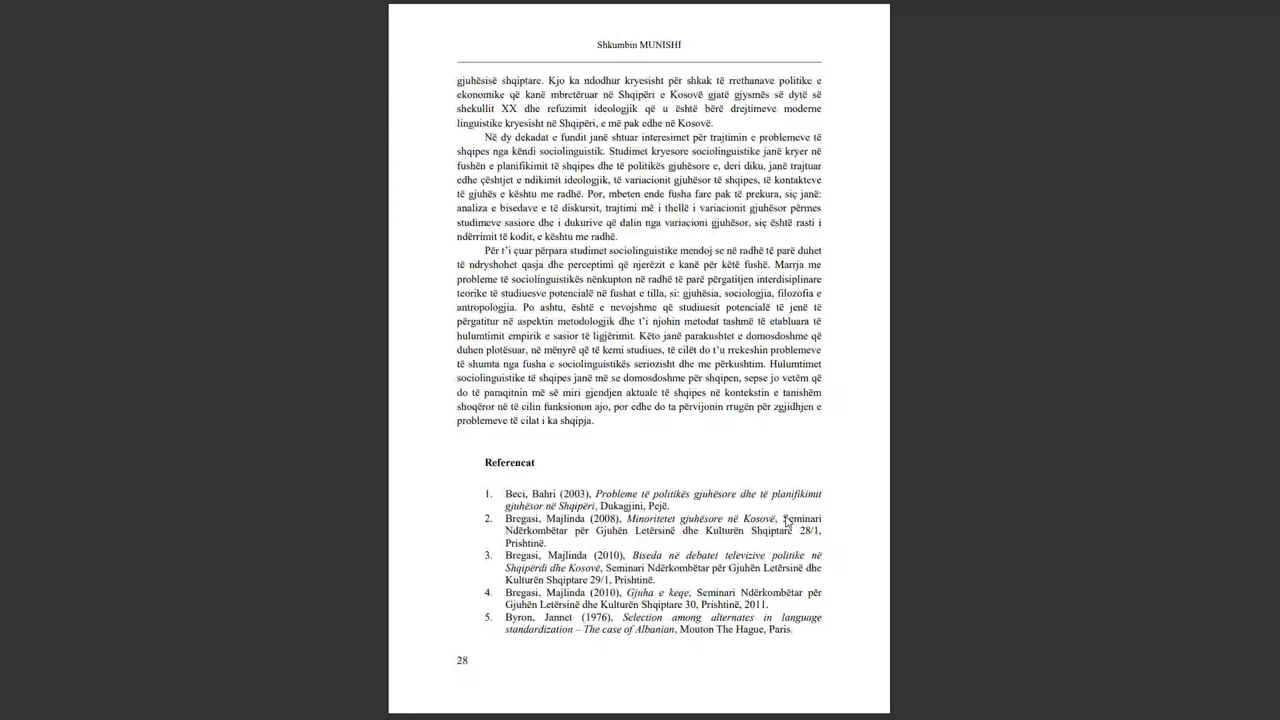 Shkumbin MUNISHI
gjuhësisë shqiptare. Kjo ka ndodhur kryesisht për shkak të rrethanave politike e
ekonomike që kanë mbretëruar në Shqipëri e Kosovë gjatë gjysmës së dytë së
shekullit XX dhe refuzimit ideologjik që u është bërë drejtimeve moderne
linguistike kryesisht në Shqipëri, e më pak edhe në Kosovë.
Në dy dekadat e fundit janë shtuar interesimet për trajtimin e problemeve të
shqipes nga këndi sociolinguistik. Studimet kryesore sociolinguistike janë kryer në
fushën e planifikimit të shqipes dhe të politikës gjuhësore e, deri diku, janë trajtuar
edhe çështjet e ndikimit ideologjik, të variacionit gjuhësor të shqipes, të kontakteve
të gjuhës e kështu me radhë. Por, mbeten ende fusha fare pak të prekura, siç janë:
analiza e bisedave e të diskursit, trajtimi më i thellë i variacionit gjuhësor përmes
studimeve sasiore dhe i dukurive që dalin nga variacioni gjuhësor, siç është rasti i
ndërrimit të kodit, e kështu me radhë.
Për t’i çuar përpara studimet sociolinguistike mendoj se në radhë të parë duhet
të ndryshohet qasja dhe perceptimi që njerëzit e kanë për këtë fushë. Marrja me
probleme të sociolinguistikës nënkupton në radhë të parë përgatitjen interdisiplinare
teorike të studiuesve potencialë në fushat e tilla, si: gjuhësia, sociologjia, filozofia e
antropologjia. Po ashtu, është e nevojshme që studiuesit potencialë të jenë të
përgatitur në aspektin metodologjik dhe t’i njohin metodat tashmë të etabluara të
hulumtimit empirik e sasior të ligjërimit. Këto janë parakushtet e domosdoshme që
duhen plotësuar, në mënyrë që të kemi studiues, të cilët do t’u rrekeshin problemeve
të shumta nga fusha e sociolinguistikës seriozisht dhe me përkushtim. Hulumtimet
sociolinguistike të shqipes janë më se domosdoshme për shqipen, sepse jo vetëm që
do të paraqitnin më së miri gjendjen aktuale të shqipes në kontekstin e tanishëm
shoqëror në të cilin funksionon ajo, por edhe do ta përvijonin rrugën për zgjidhjen e
problemeve të cilat i ka shqipja.
Referencat
1. Beci, Bahri (2003), Probleme të politikës gjuhësore dhe të planifikimit
gjuhësor në Shqipëri, Dukagjini, Pejë.
2. Bregasi, Majlinda (2008), Minoritetet gjuhësore në Kosovë, Seminari
Ndërkombëtar për Gjuhën Letërsinë dhe Kulturën Shqiptare 28/1,
Prishtinë.
3. Bregasi, Majlinda (2010), Biseda në debatet televizive politike në
Shqipërdi dhe Kosovë, Seminari Ndërkombëtar për Gjuhën Letërsinë dhe
Kulturën Shqiptare 29/1, Prishtinë.
4. Bregasi, Majlinda (2010), Gjuha e keqe, Seminari Ndërkombëtar për
Gjuhën Letërsinë dhe Kulturën Shqiptare 30, Prishtinë, 2011.
5. Byron, Jannet (1976), Selection among alternates in language
standardization – The case of Albanian, Mouton The Hague, Paris.
28